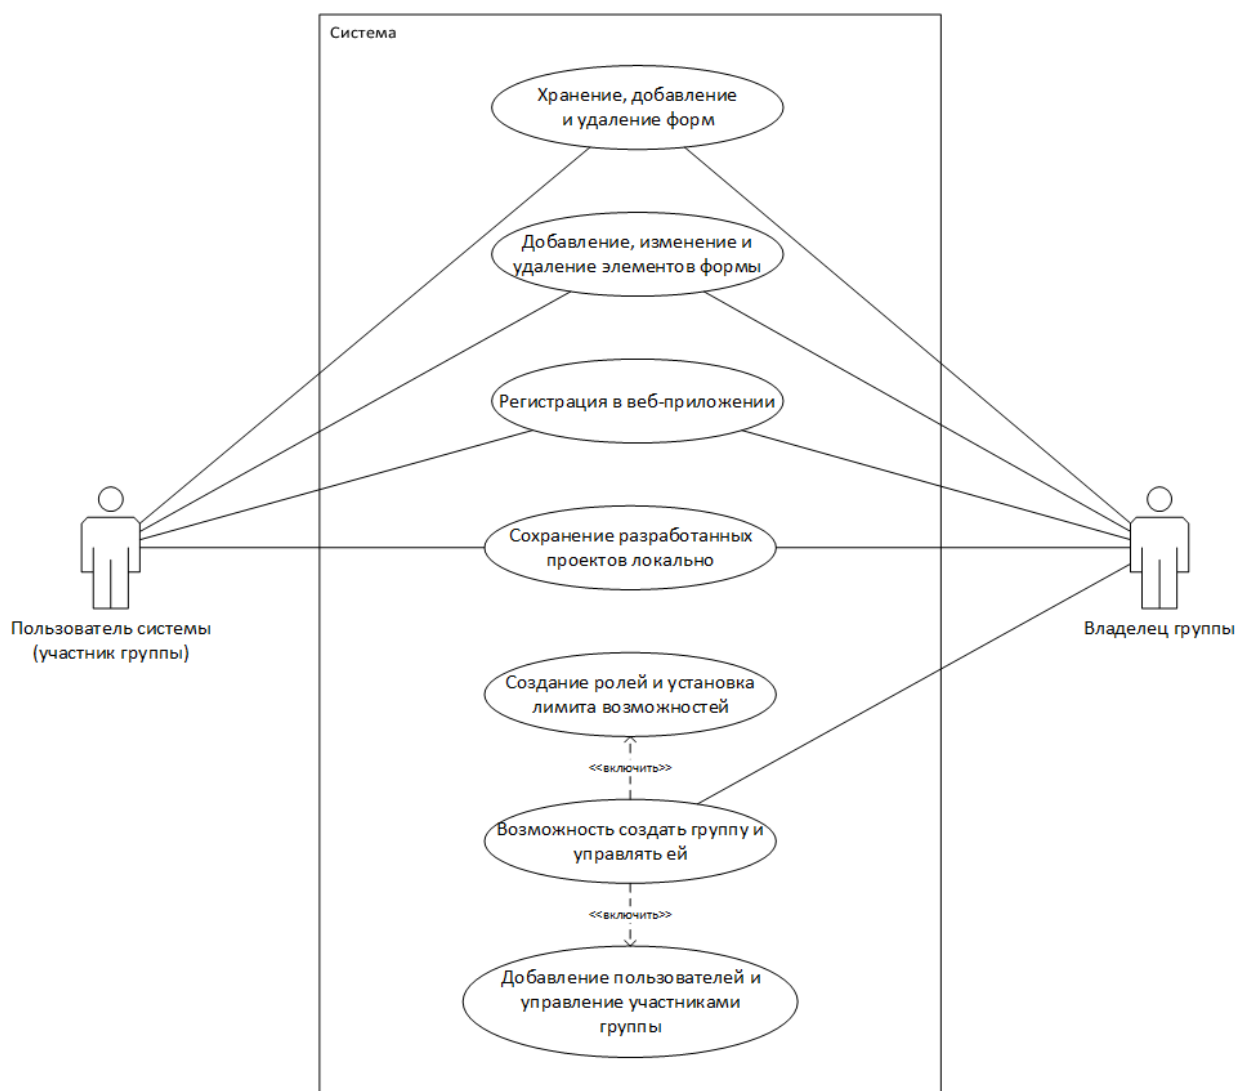 Система
Хранение, добавление
и удаление форм
Добавление, изменение и
удаление элементов формы
Регистрация в веб-приложении
Сохранение разработанных
проектов локально
Пользователь системы
(участник группы)
Владелец группы
Создание ролей и установка
лимита возможностей
<<включить>>
Возможность создать группу и
управлять ей
<<включить>>
Добавление пользователей и
управление участниками
группы